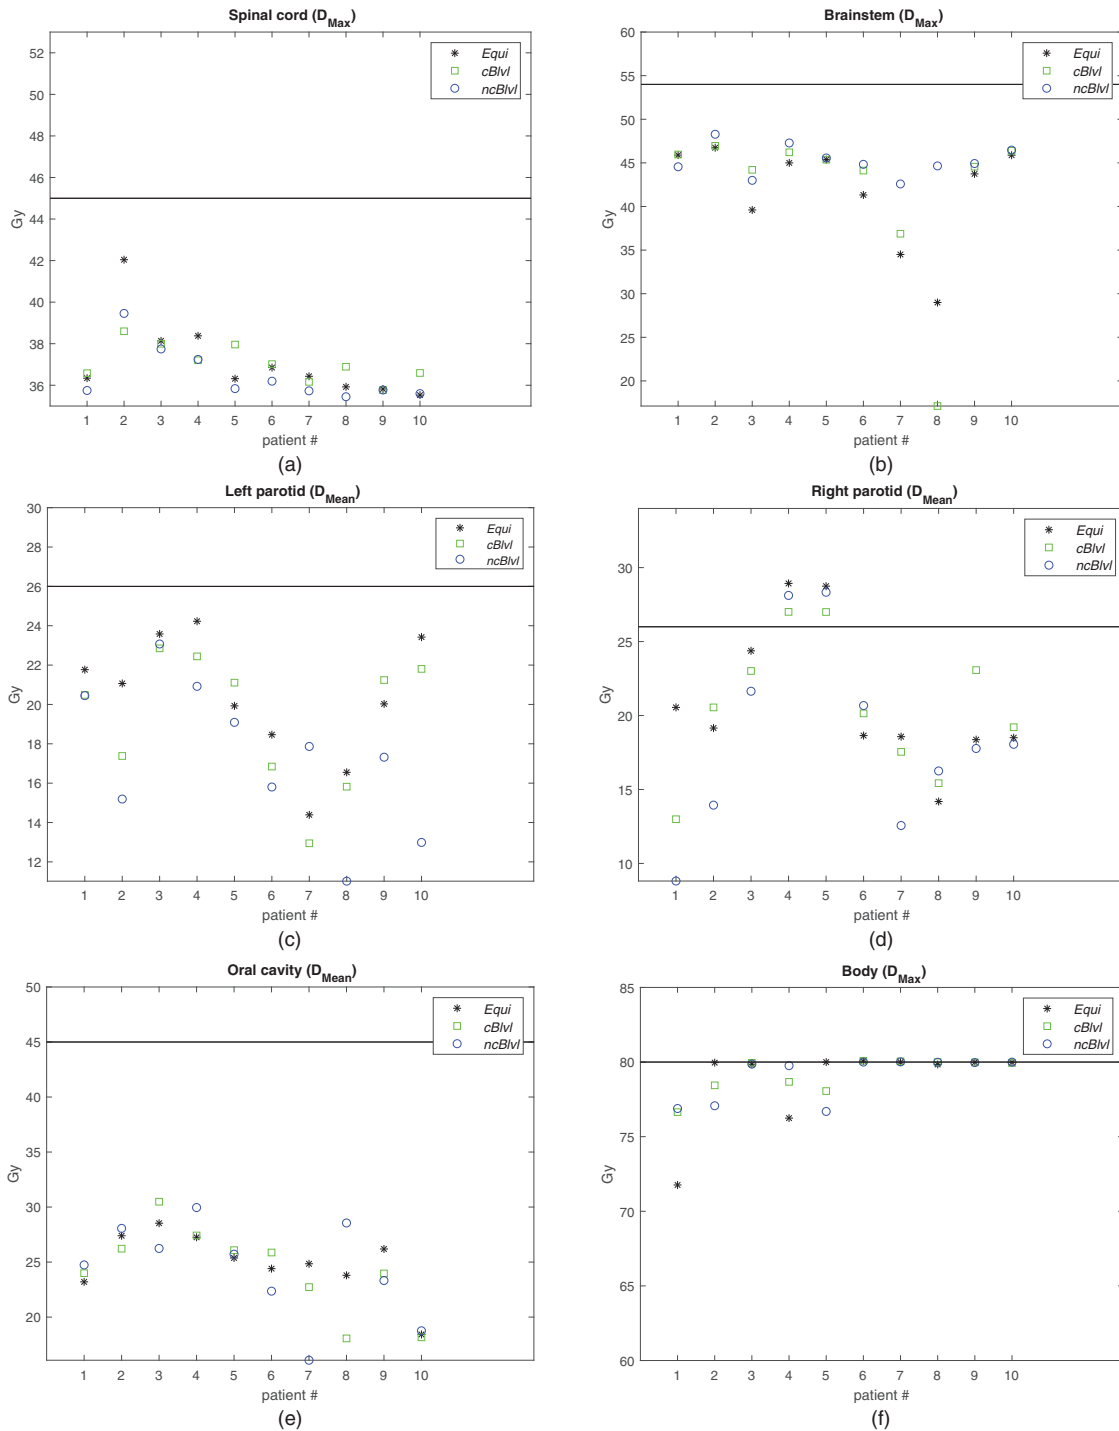 Spinal cord (D_Max)
52
50
48
46
44
42
40
38
36
Gy
1 2 3 4 5 6 7 8 9 10
patient #
Equi
cBlvl
ncBlvl
(a)
Brainstem (D_Max)
60
55
50
45
40
35
30
25
20
Gy
1 2 3 4 5 6 7 8 9 10
patient #
Equi
cBlvl
ncBlvl
(b)
Left parotid (D_Mean)
30
28
26
24
22
20
18
16
14
12
Gy
1 2 3 4 5 6 7 8 9 10
patient #
Equi
cBlvl
ncBlvl
(c)
Right parotid (D_Mean)
30
25
20
15
10
Gy
1 2 3 4 5 6 7 8 9 10
patient #
Equi
cBlvl
ncBlvl
(d)
Oral cavity (D_Mean)
50
45
40
35
30
25
20
Gy
1 2 3 4 5 6 7 8 9 10
patient #
Equi
cBlvl
ncBlvl
(e)
Body (D_Max)
85
80
75
70
65
60
Gy
1 2 3 4 5 6 7 8 9 10
patient #
Equi
cBlvl
ncBlvl
(f)